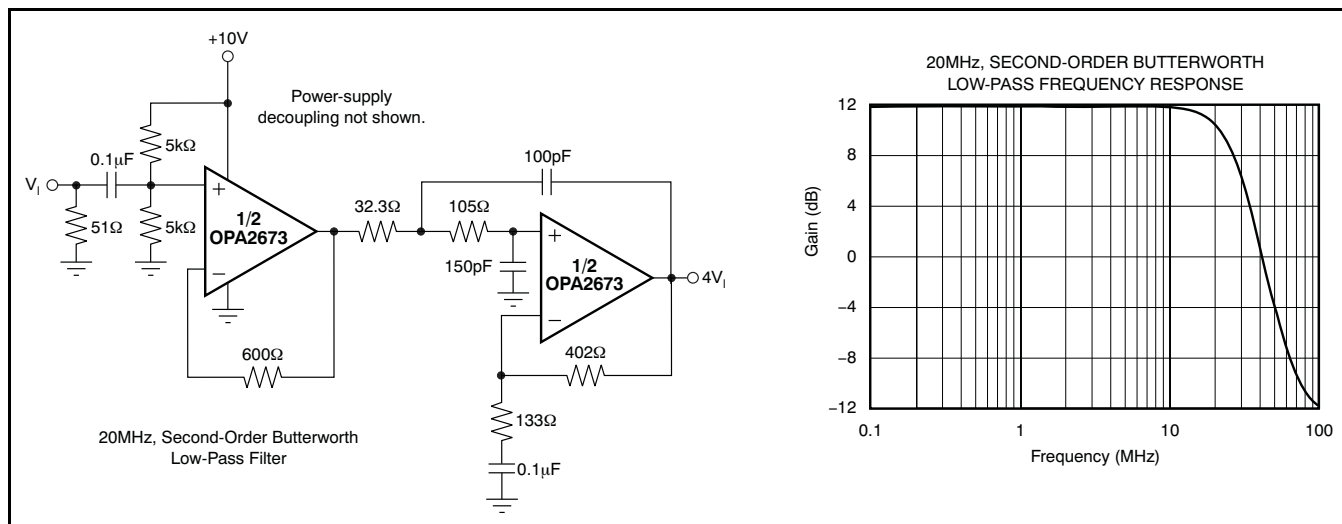 +10V
Power-supply
decoupling not shown.
5kΩ
0.1µF
V_I
51Ω
5kΩ
+
1/2
OPA2673
−
600Ω
32.3Ω
100pF
105Ω
150pF
+
1/2
OPA2673
−
4V_I
402Ω
133Ω
0.1µF
20MHz, Second-Order Butterworth
Low-Pass Filter
20MHz, SECOND-ORDER BUTTERWORTH
LOW-PASS FREQUENCY RESPONSE
Gain (dB)
12
8
4
0
−4
−8
−12
0.1
1
10
100
Frequency (MHz)